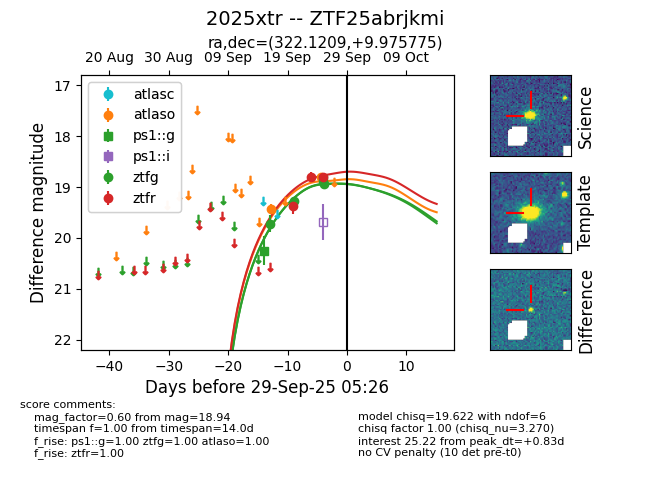 2025xtr -- ZTF25abrjkmi
ra,dec=(322.1209,+9.975775)
20 Aug 30 Aug 09 Sep 19 Sep 29 Sep 09 Oct
17
18
19
20
21
22
Difference magnitude
atlasc
atlaso
ps1::g
ps1::i
ztfg
ztfr
−40 −30 −20 −10 0 10
Days before 29-Sep-25 05:26
Science
Template
Difference
score comments:
mag_factor=0.60 from mag=18.94
timespan f=1.00 from timespan=14.0d
f_rise: ps1::g=1.00 ztfg=1.00 atlaso=1.00
f_rise: ztfr=1.00
model chisq=19.622 with ndof=6
chisq factor 1.00 (chisq_nu=3.270)
interest 25.22 from peak_dt=+0.83d
no CV penalty (10 det pre-t0)